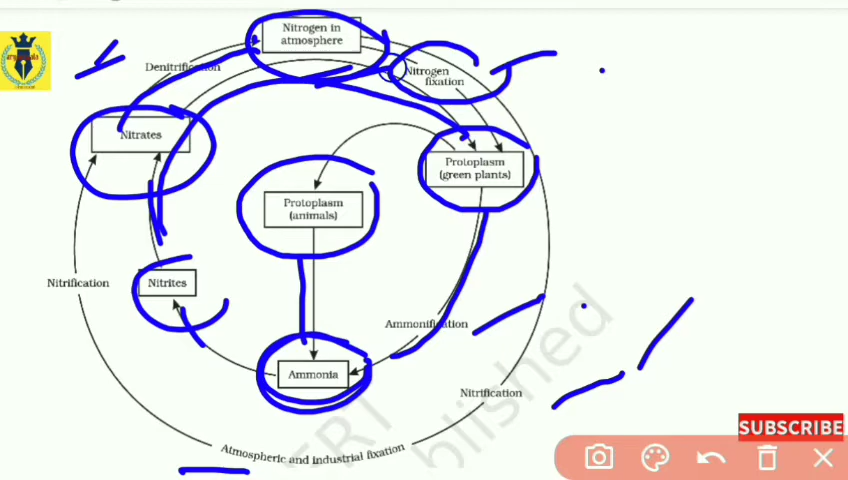 Nitrogen in
atmosphere
Denitrification
Nitrogen
fixation
Nitrates
Protoplasm
(green plants)
Protoplasm
(animals)
Nitrification
Nitrites
Ammonification
Ammonia
Nitrification
Atmospheric and industrial fixation
SUBSCRIBE